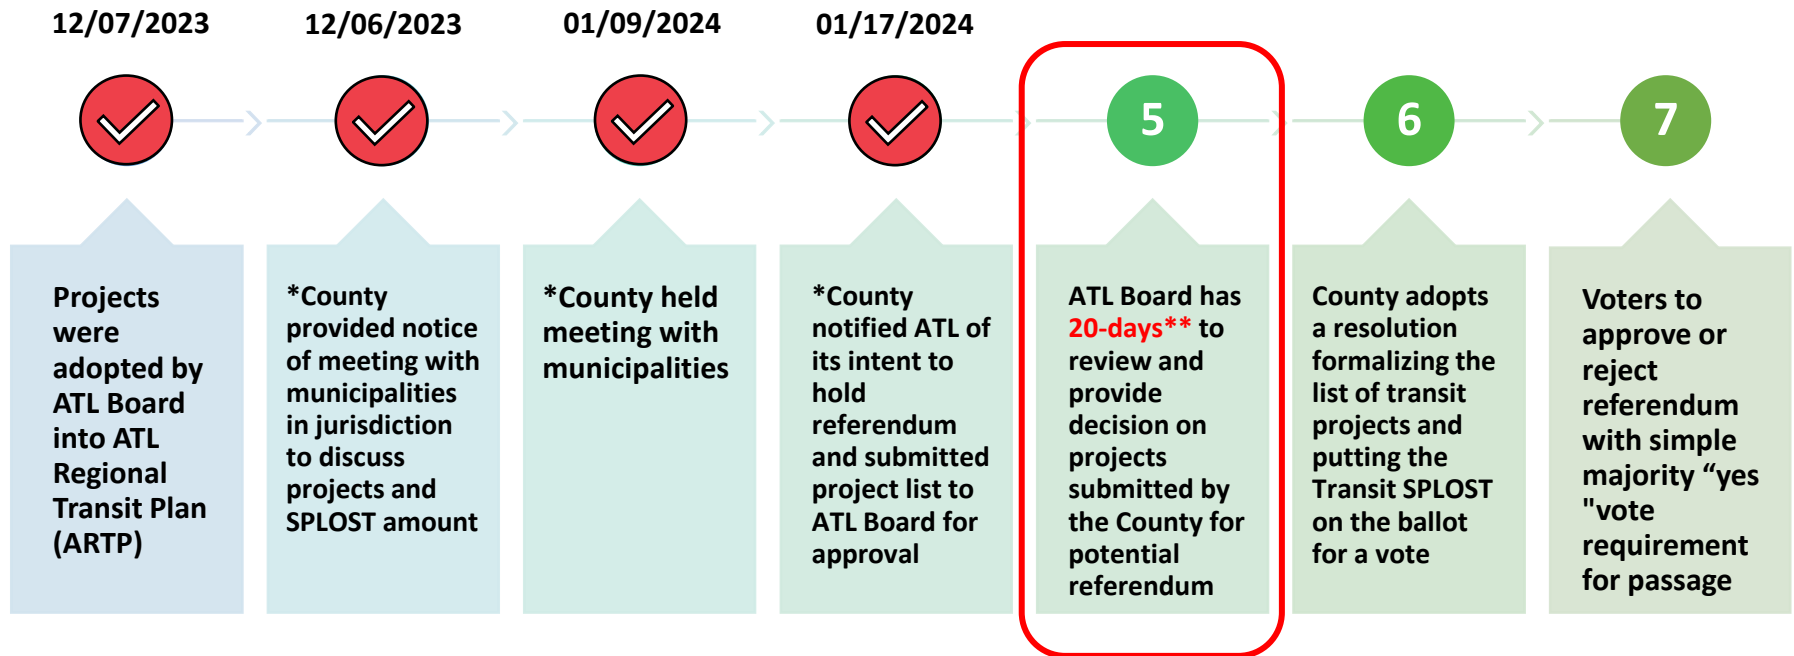 12/07/2023
12/06/2023
01/09/2024
01/17/2024
5
6
7
Projects
were
adopted by
ATL Board
into ATL
Regional
Transit Plan
(ARTP)
*County
provided notice
of meeting with
municipalities
in jurisdiction
to discuss
projects and
SPLOST amount
*County held
meeting with
municipalities
*County
notified ATL of
its intent to
hold
referendum
and submitted
project list to
ATL Board for
approval
ATL Board has
20-days** to
review and
provide
decision on
projects
submitted by
the County for
potential
referendum
County adopts
a resolution
formalizing the
list of transit
projects and
putting the
Transit SPLOST
on the ballot
for a vote
Voters to
approve or
reject
referendum
with simple
majority “yes
"vote
requirement
for passage